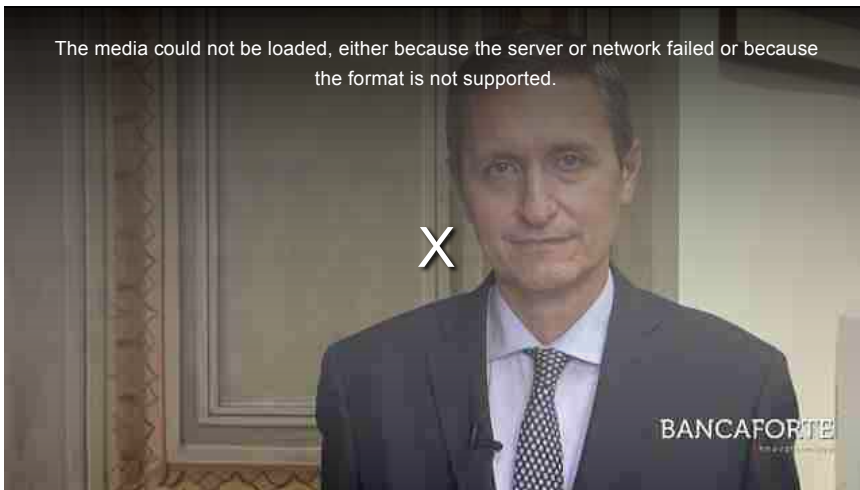 The media could not be loaded, either because the server or network failed or because
the format is not supported.
X
BANCAFORTE